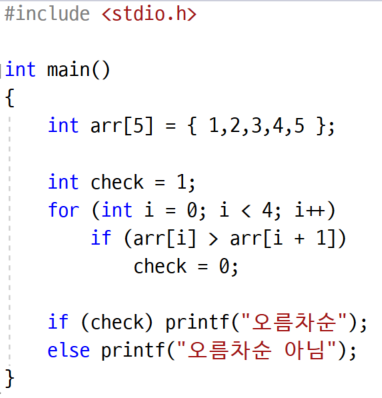 #include <stdio.h>
int main()
{
    int arr[5] = { 1,2,3,4,5 };
    int check = 1;
    for (int i = 0; i < 4; i++)
        if (arr[i] > arr[i + 1])
            check = 0;
    if (check) printf("오름차순");
    else printf("오름차순 아님");
}